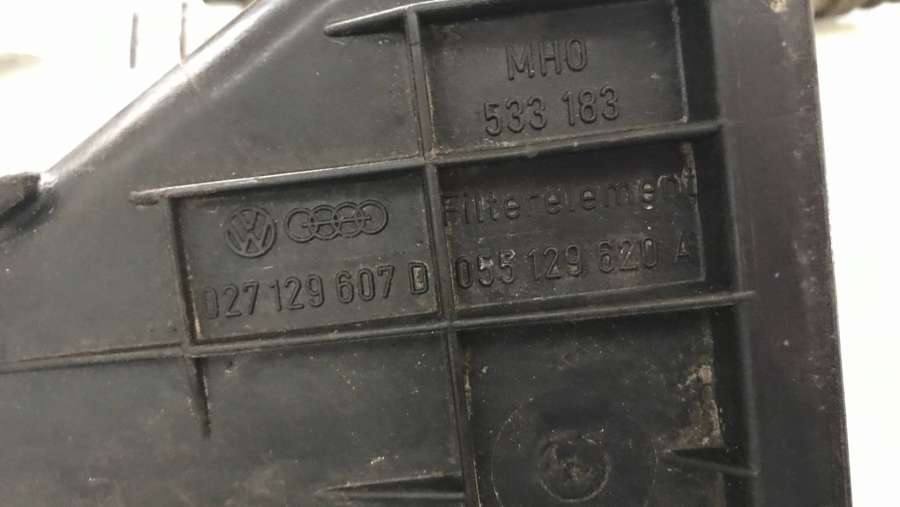 MHO
533 183
Filterelement
027 129 607 D
055 129 620 A